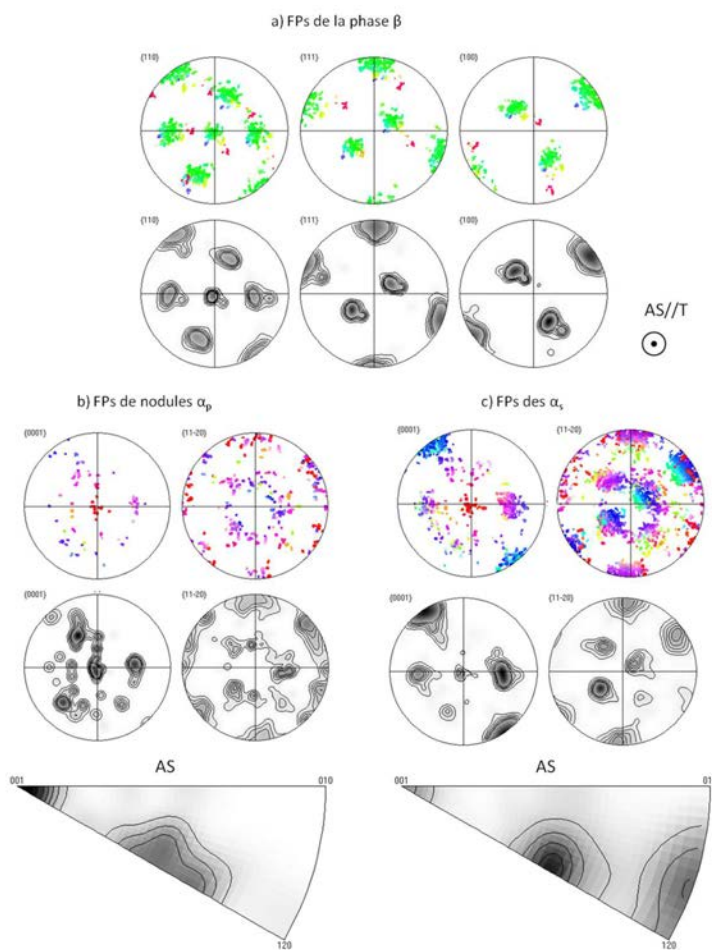 a) FPs de la phase β
{110} {111} {100}
{110} {111} {100}
AS//T
b) FPs de nodules αp
c) FPs des αs
{0001} {11-20} {0001} {11-20}
{0001} {11-20} {0001} {11-20}
AS AS
001 010 001 01
120 120